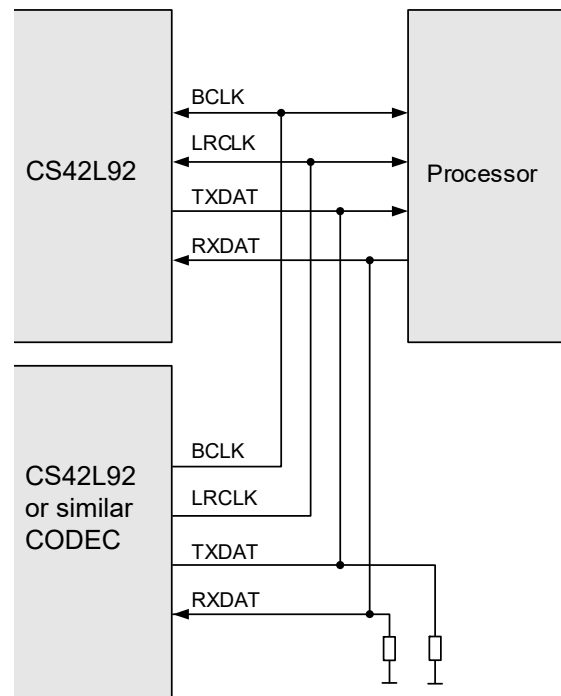 CS42L92
BCLK
LRCLK
TXDAT
RXDAT
Processor
CS42L92
or similar
CODEC
BCLK
LRCLK
TXDAT
RXDAT